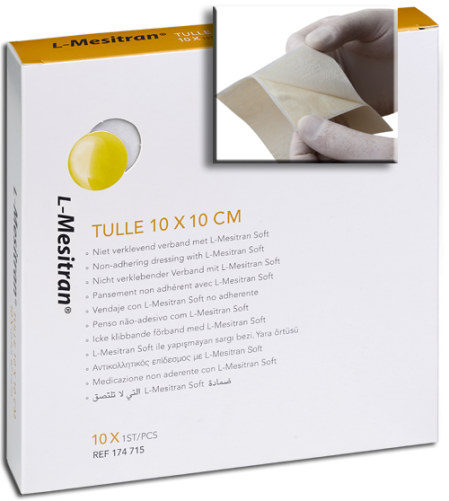 L-Mesitran® TULLE
10 X
L-Mesitran®
TULLE 10 X 10 CM
» Niet verklevend verband met L-Mesitran Soft
» Non-adhering dressing with L-Mesitran Soft
» Nicht verklebender Verband mit L-Mesitran Soft
» Pansement non adhérent avec L-Mesitran Soft
» Vendaje con L-Mesitran Soft no adherente
» Penso não-adesivo com L-Mesitran Soft
» Icke klibbande förband med L-Mesitran Soft
» L-Mesitran Soft ile yapışmayan sargı bezi. Yara örtüsü
» Αντικολλητικός επίδεσμος με L-Mesitran Soft
» Medicazione non aderente con L-Mesitran Soft
» ضمادة L-Mesitran Soft التي لا تلتصق
10 X 1ST/PCS
REF 174 715
L-Mesitran®